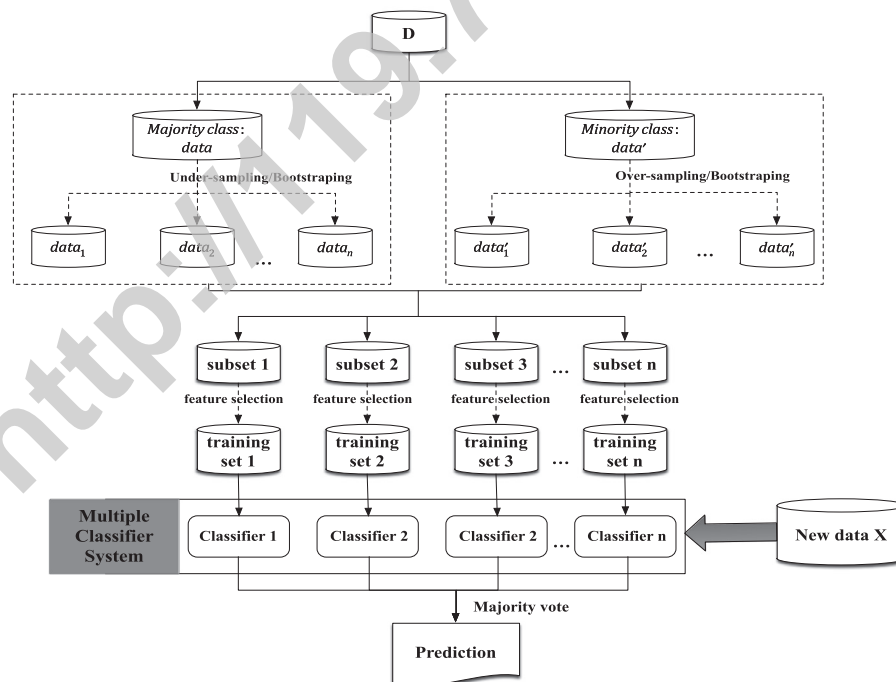 D
Majority class:
data
Minority class:
data'
Under-sampling/Bootstraping
Over-sampling/Bootstraping
data₁
data₂
...
dataₙ
data'₁
data'₂
...
data'ₙ
subset 1
subset 2
subset 3
...
subset n
feature selection
feature selection
feature selection
feature selection
training
set 1
training
set 2
training
set 3
...
training
set n
Multiple
Classifier
System
Classifier 1
Classifier 2
Classifier 2
...
Classifier n
New data X
Majority vote
Prediction
http://119.